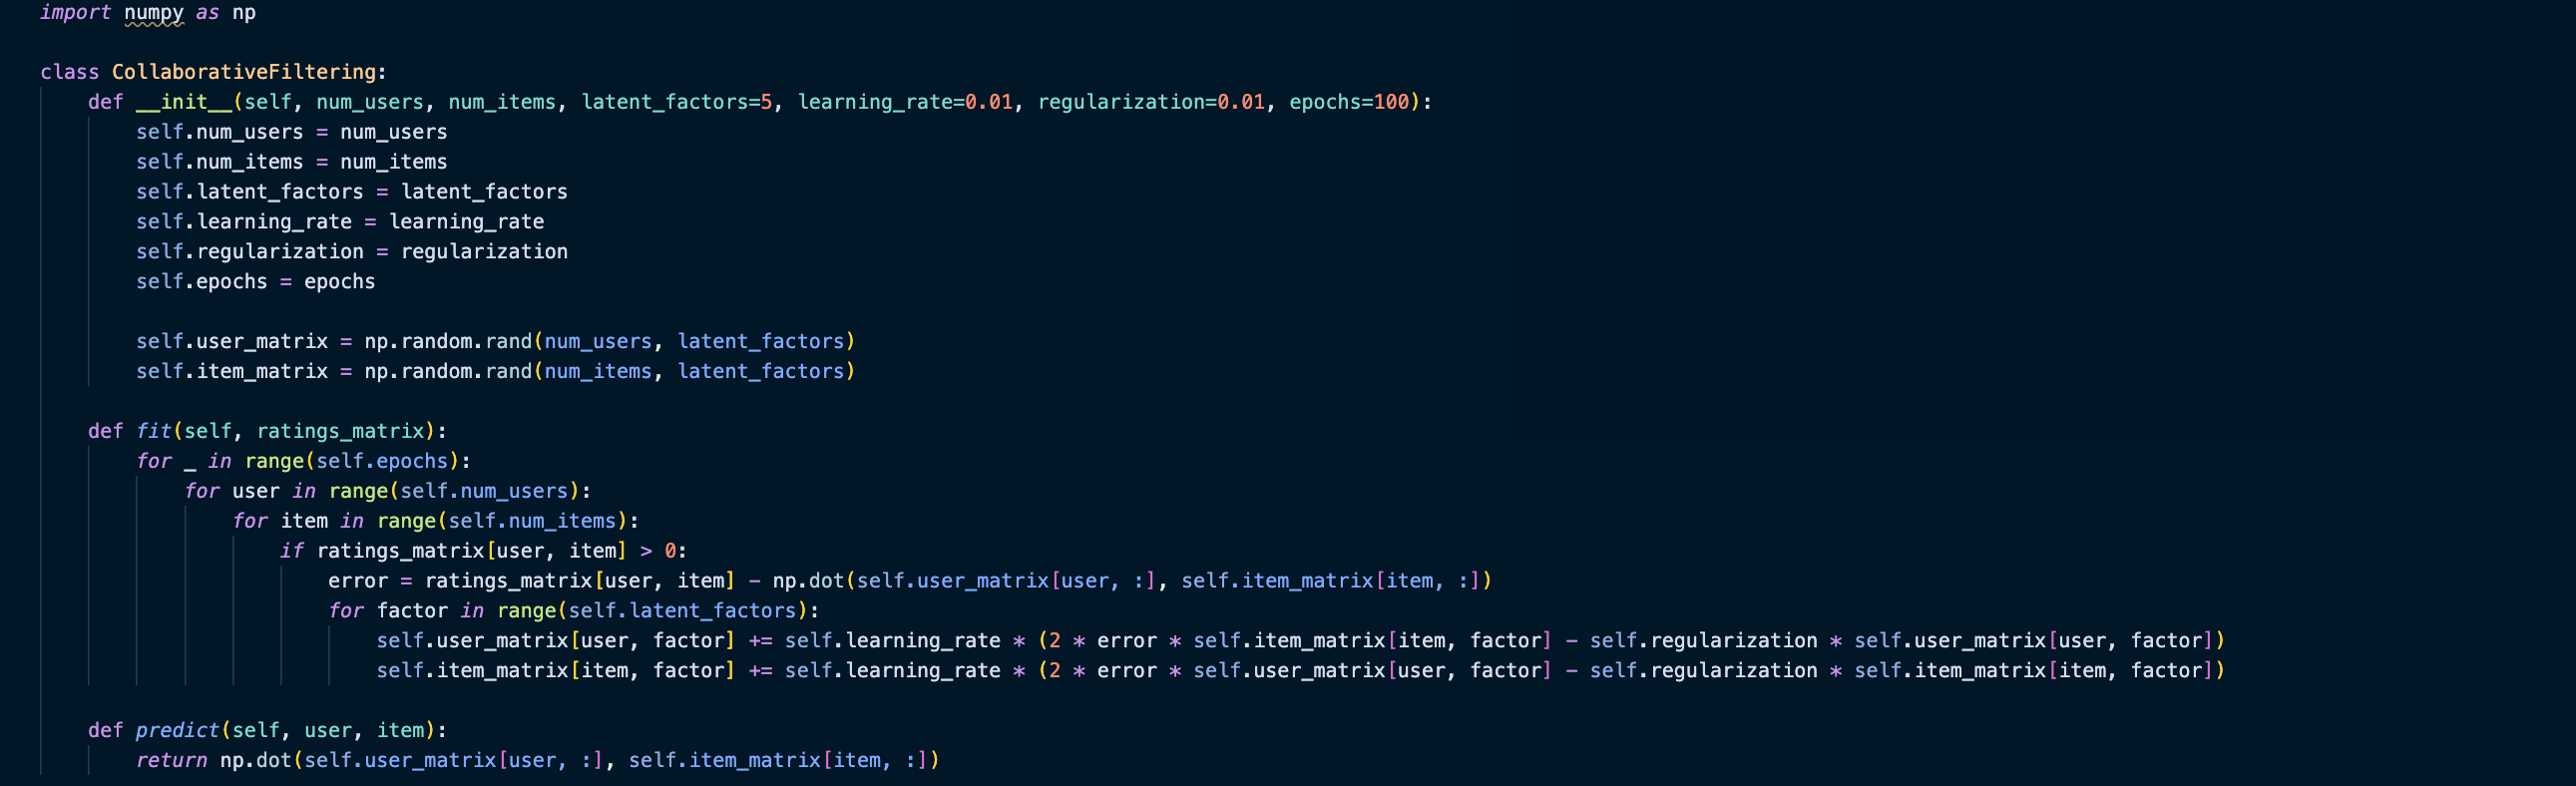 import numpy as np
class CollaborativeFiltering:
def __init__(self, num_users, num_items, latent_factors=5, learning_rate=0.01, regularization=0.01, epochs=100):
self.num_users = num_users
self.num_items = num_items
self.latent_factors = latent_factors
self.learning_rate = learning_rate
self.regularization = regularization
self.epochs = epochs
self.user_matrix = np.random.rand(num_users, latent_factors)
self.item_matrix = np.random.rand(num_items, latent_factors)
def fit(self, ratings_matrix):
for _ in range(self.epochs):
for user in range(self.num_users):
for item in range(self.num_items):
if ratings_matrix[user, item] > 0:
error = ratings_matrix[user, item] - np.dot(self.user_matrix[user, :], self.item_matrix[item, :])
for factor in range(self.latent_factors):
self.user_matrix[user, factor] += self.learning_rate * (2 * error * self.item_matrix[item, factor] - self.regularization * self.user_matrix[user, factor])
self.item_matrix[item, factor] += self.learning_rate * (2 * error * self.user_matrix[user, factor] - self.regularization * self.item_matrix[item, factor])
def predict(self, user, item):
return np.dot(self.user_matrix[user, :], self.item_matrix[item, :])